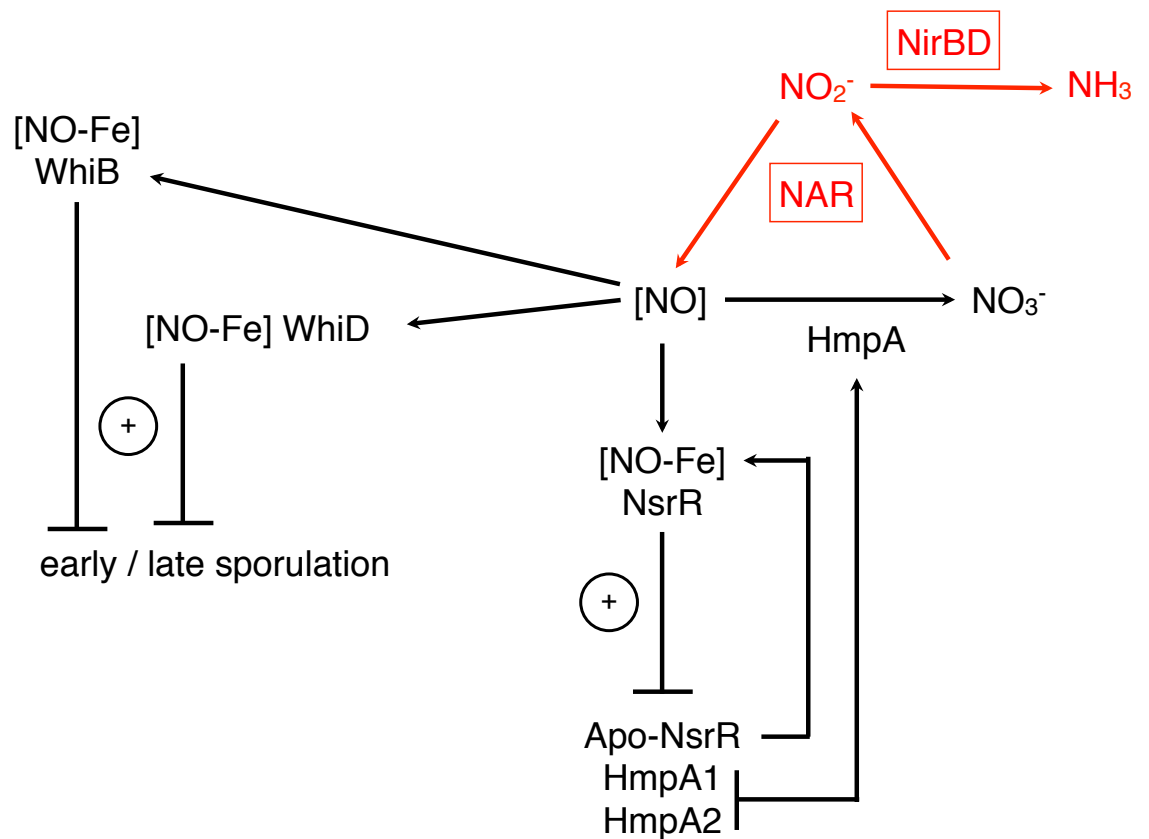 NirBD
NO₂⁻
NH₃
[NO-Fe]
WhiB
NAR
[NO]
NO₃⁻
[NO-Fe] WhiD
HmpA
+
[NO-Fe]
NsrR
early / late sporulation
+
Apo-NsrR
HmpA1
HmpA2